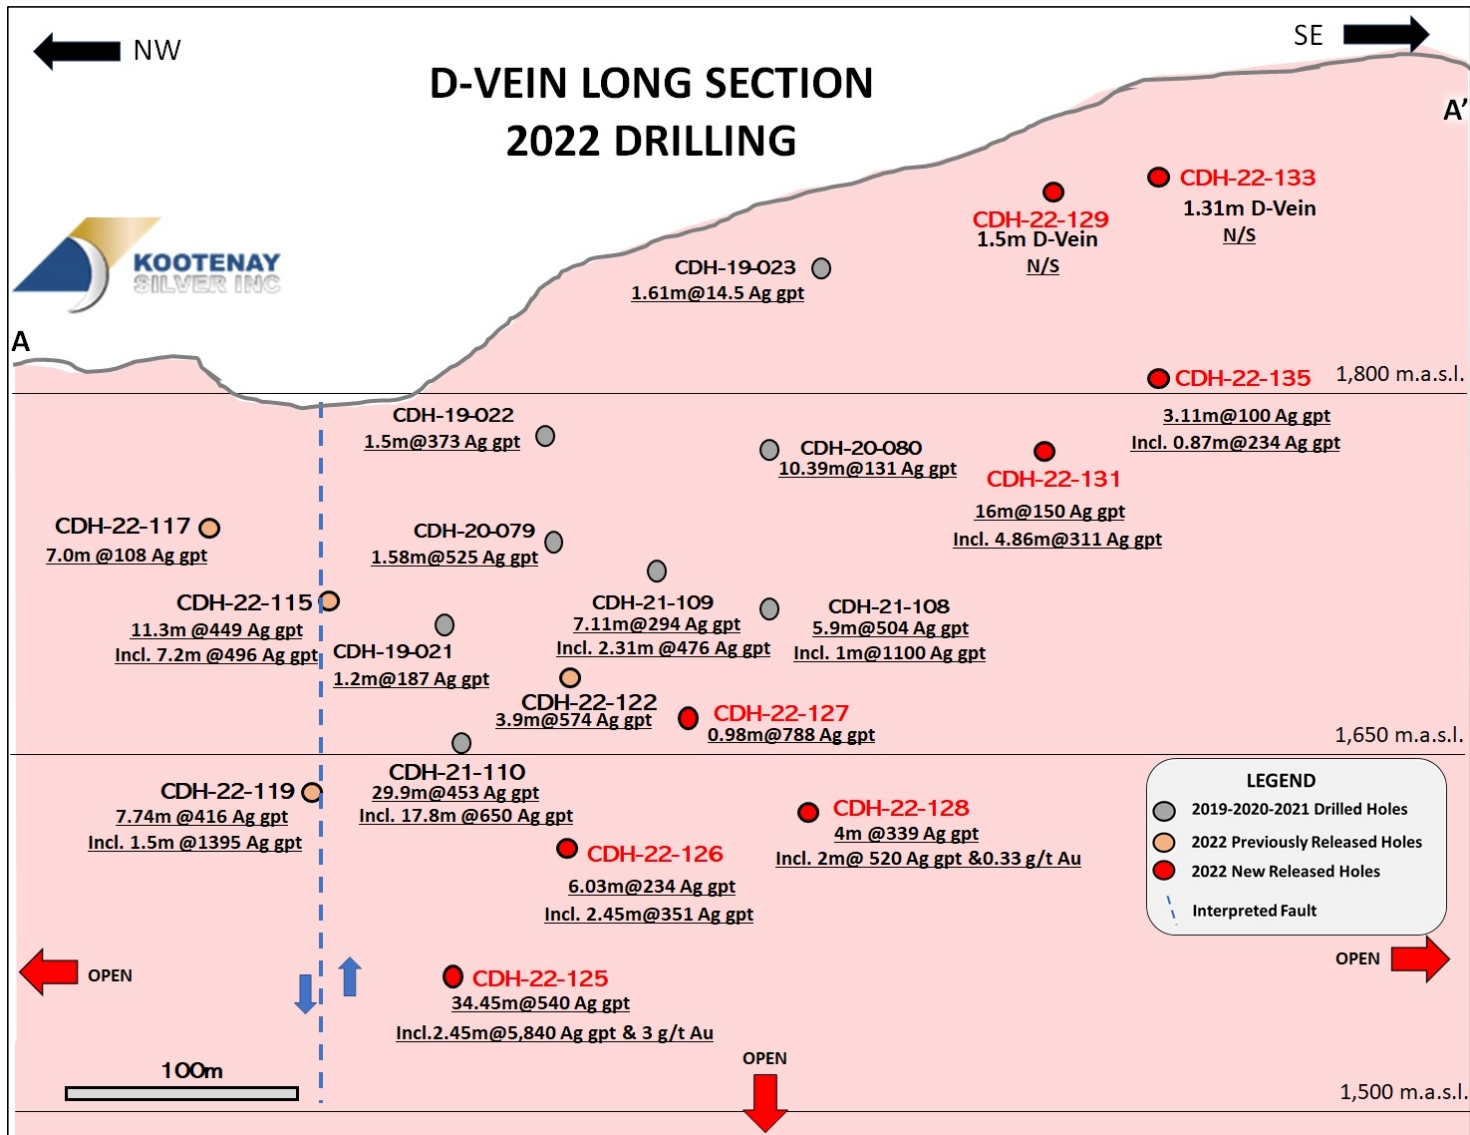 NW
SE
D-VEIN LONG SECTION
2022 DRILLING
A'
KOOTENAY
SILVER INC
A
CDH-22-133
1.31m D-Vein
N/S
CDH-22-129
1.5m D-Vein
N/S
CDH-19-023
1.61m@14.5 Ag gpt
CDH-22-135
1,800 m.a.s.l.
3.11m@100 Ag gpt
Incl. 0.87m@234 Ag gpt
CDH-19-022
1.5m@373 Ag gpt
CDH-20-080
10.39m@131 Ag gpt
CDH-22-131
16m@150 Ag gpt
Incl. 4.86m@311 Ag gpt
CDH-22-117
7.0m @108 Ag gpt
CDH-20-079
1.58m@525 Ag gpt
CDH-22-115
11.3m @449 Ag gpt
Incl. 7.2m @496 Ag gpt
CDH-21-109
7.11m@294 Ag gpt
Incl. 2.31m @476 Ag gpt
CDH-21-108
5.9m@504 Ag gpt
Incl. 1m@1100 Ag gpt
CDH-19-021
1.2m@187 Ag gpt
CDH-22-122
3.9m@574 Ag gpt
CDH-22-127
0.98m@788 Ag gpt
1,650 m.a.s.l.
CDH-21-110
29.9m@453 Ag gpt
Incl. 17.8m@650 Ag gpt
CDH-22-119
7.74m @416 Ag gpt
Incl. 1.5m @1395 Ag gpt
CDH-22-128
4m @339 Ag gpt
Incl. 2m@ 520 Ag gpt &0.33 g/t Au
CDH-22-126
6.03m@234 Ag gpt
Incl. 2.45m@351 Ag gpt
LEGEND
2019-2020-2021 Drilled Holes
2022 Previously Released Holes
2022 New Released Holes
Interpreted Fault
OPEN
OPEN
CDH-22-125
34.45m@540 Ag gpt
Incl.2.45m@5,840 Ag gpt & 3 g/t Au
100m
OPEN
1,500 m.a.s.l.